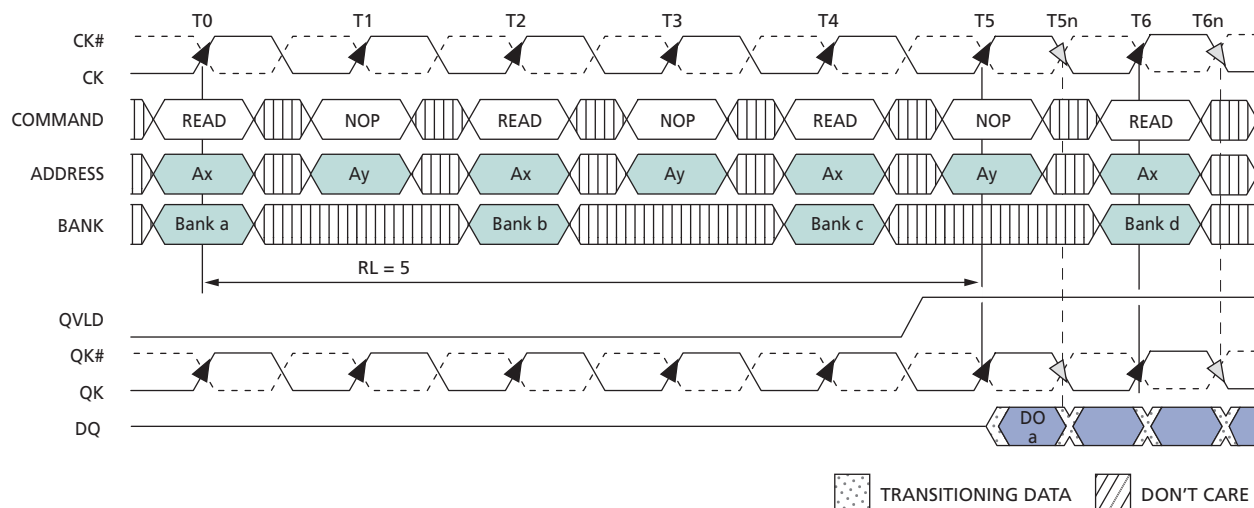 T0 T1 T2 T3 T4 T5 T5n T6 T6n
CK#
CK
COMMAND READ NOP READ NOP READ NOP READ
ADDRESS Ax Ay Ax Ay Ax Ay Ax
BANK Bank a Bank b Bank c Bank d
RL = 5
QVLD
QK#
QK
DQ DO
a
TRANSITIONING DATA DON'T CARE